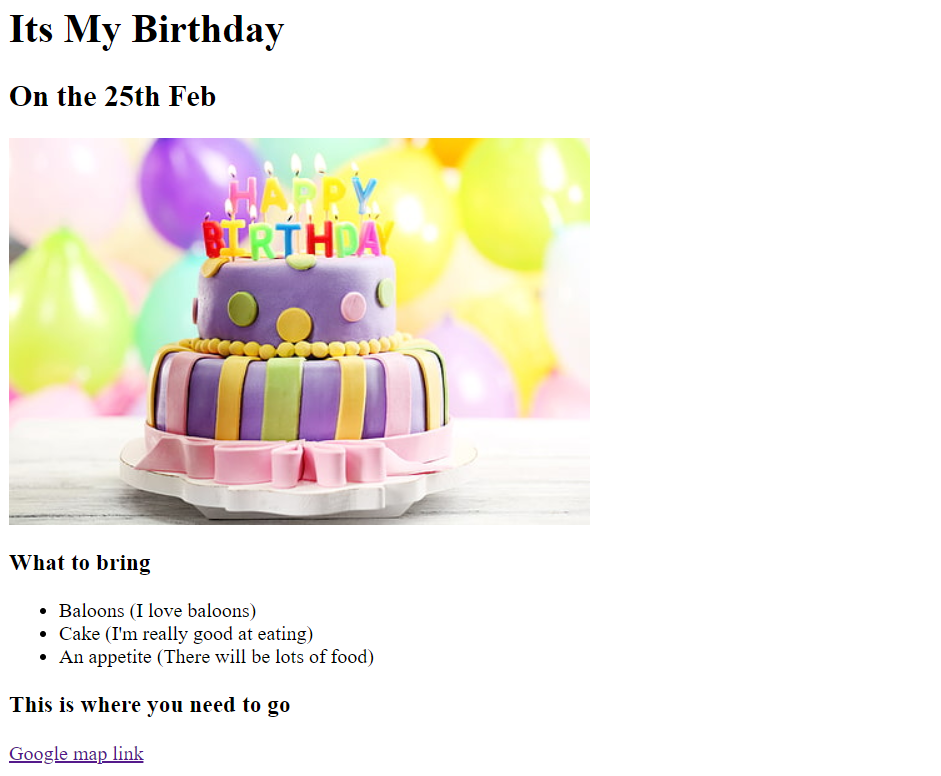 Its My Birthday
On the 25th Feb
HAPPY
BIRTHDAY
What to bring
Baloons (I love baloons)
Cake (I'm really good at eating)
An appetite (There will be lots of food)
This is where you need to go
Google map link